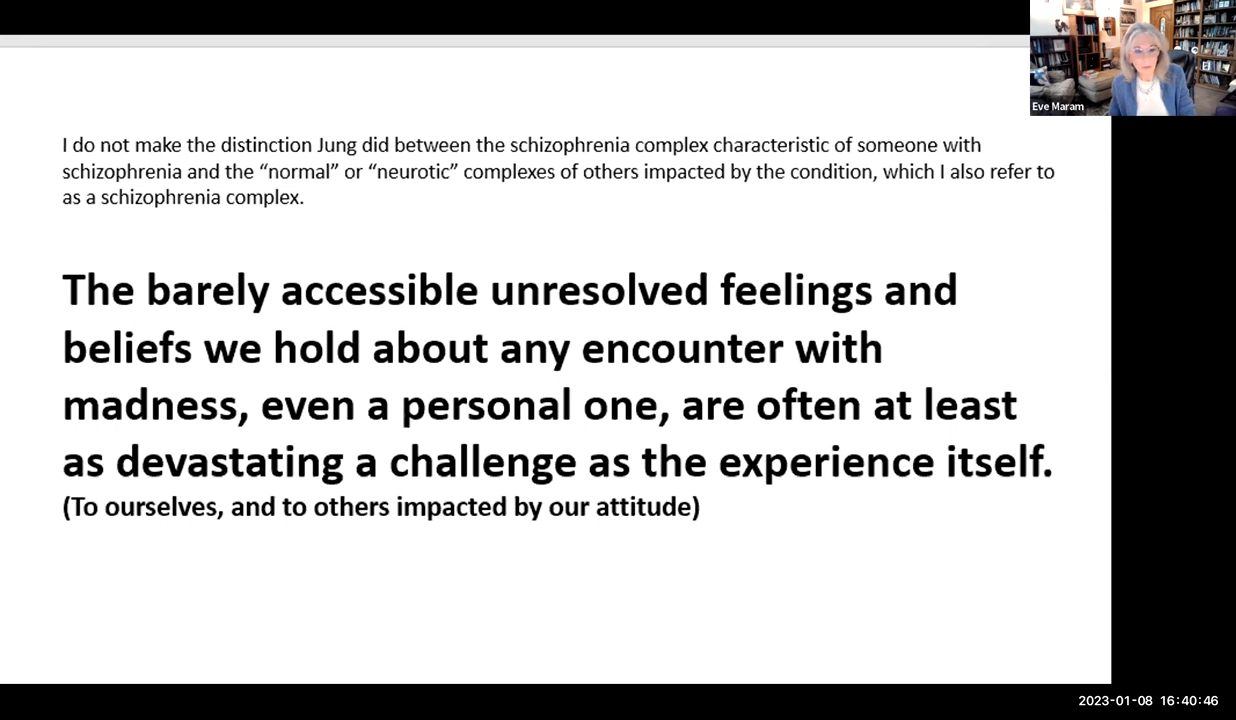 Eve Maram
I do not make the distinction Jung did between the schizophrenia complex characteristic of someone with
schizophrenia and the “normal” or “neurotic” complexes of others impacted by the condition, which I also refer to
as a schizophrenia complex.
The barely accessible unresolved feelings and
beliefs we hold about any encounter with
madness, even a personal one, are often at least
as devastating a challenge as the experience itself.
(To ourselves, and to others impacted by our attitude)
2023-01-08 16:40:46